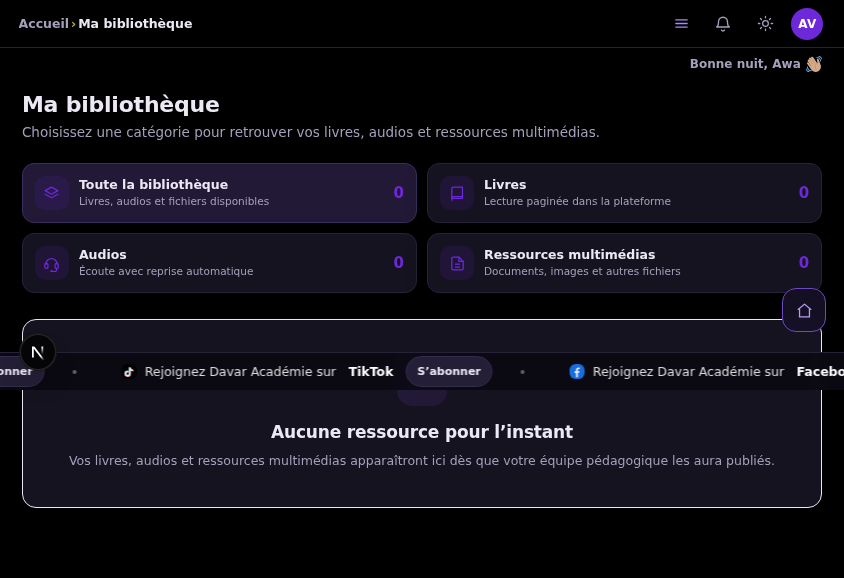 Accueil › Ma bibliothèque
AV
Bonne nuit, Awa 👋🏽
Ma bibliothèque
Choisissez une catégorie pour retrouver vos livres, audios et ressources multimédias.
Toute la bibliothèque
Livres, audios et fichiers disponibles
0
Livres
Lecture paginée dans la plateforme
0
Audios
Écoute avec reprise automatique
0
Ressources multimédias
Documents, images et autres fichiers
0
N
onner • Rejoignez Davar Académie sur TikTok S’abonner • Rejoignez Davar Académie sur Facebo
Aucune ressource pour l’instant
Vos livres, audios et ressources multimédias apparaîtront ici dès que votre équipe pédagogique les aura publiés.